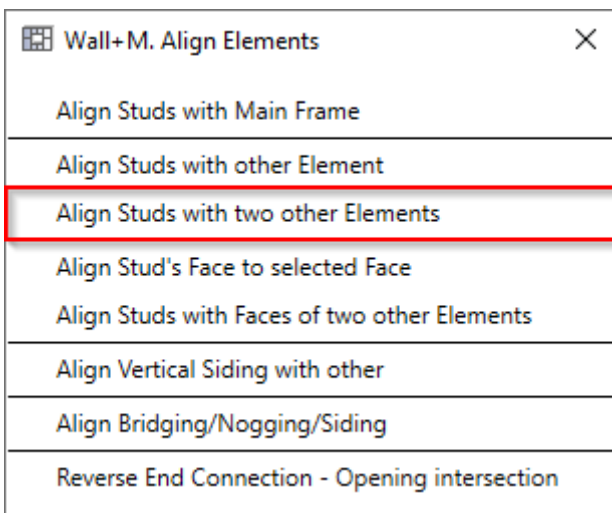 Wall+M. Align Elements
Align Studs with Main Frame
Align Studs with other Element
Align Studs with two other Elements
Align Stud's Face to selected Face
Align Studs with Faces of two other Elements
Align Vertical Siding with other
Align Bridging/Nogging/Siding
Reverse End Connection - Opening intersection